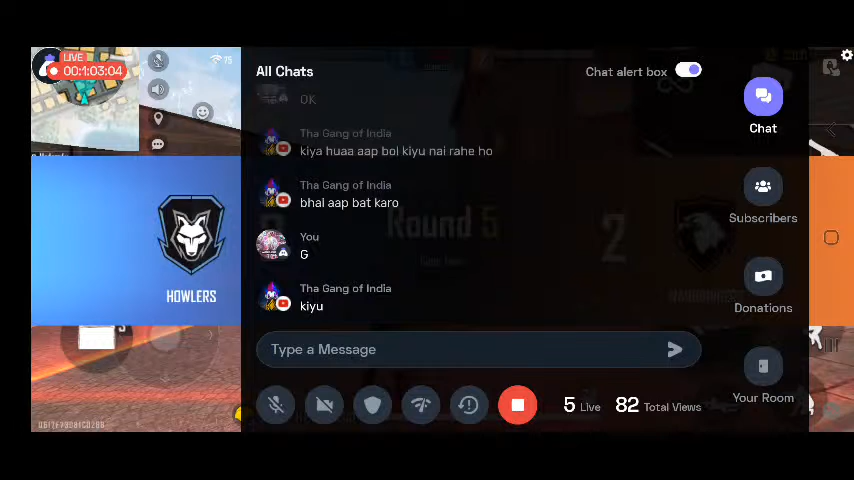 LIVE
00:1:03:04
75
All Chats
Chat alert box
OK
Tha Gang of India
kiya huaa aap bol kiyu nai rahe ho
Tha Gang of India
bhai aap bat karo
You
G
Tha Gang of India
kiyu
Round 5
2
HOWLERS
Type a Message
5 Live
82 Total Views
Chat
Subscribers
Donations
Your Room